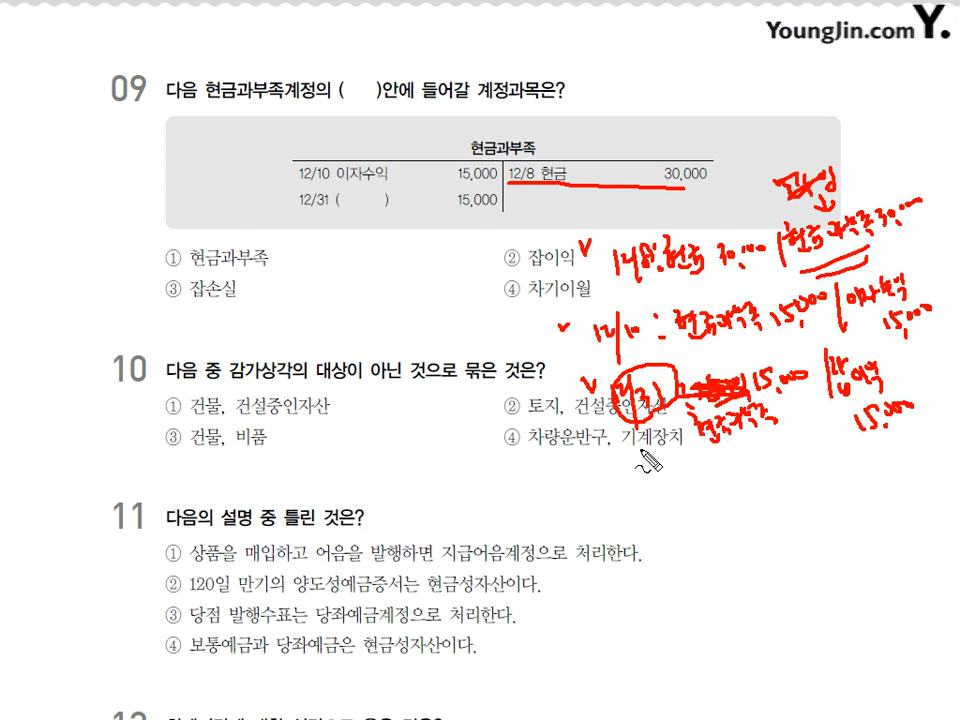 YoungJin.com Y.
09 다음 현금과부족계정의 ( )안에 들어갈 계정과목은?
현금과부족
12/10 이자수익 15,000 12/8 현금 30,000
12/31 ( ) 15,000
과잉
① 현금과부족 ② 잡이익
12/8: 현금 30,000 현금과부족 30,000
③ 잡손실 ④ 차기이월
12/10 : 현금과부족 15,000 이자수익
15,000
10 다음 중 감가상각의 대상이 아닌 것으로 묶은 것은?
① 건물, 건설중인자산 ② 토지, 건설중인자산
12/31 15,000 잡이익
현금과부족 15,000
③ 건물, 비품 ④ 차량운반구, 기계장치
11 다음의 설명 중 틀린 것은?
① 상품을 매입하고 어음을 발행하면 지급어음계정으로 처리한다.
② 120일 만기의 양도성예금증서는 현금성자산이다.
③ 당점 발행수표는 당좌예금계정으로 처리한다.
④ 보통예금과 당좌예금은 현금성자산이다.